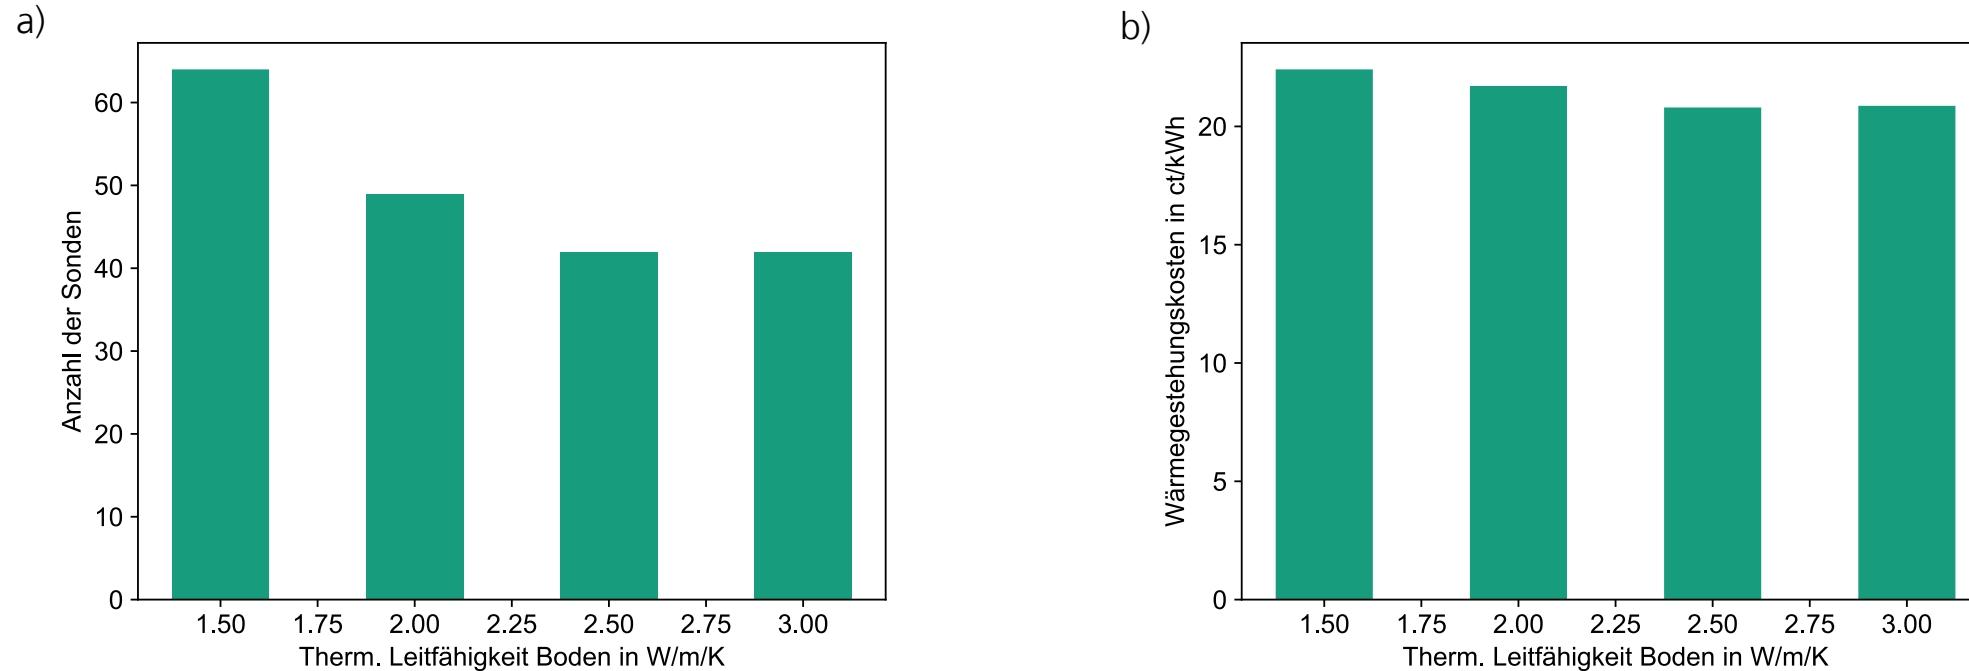 a)
Anzahl der Sonden
60
50
40
30
20
10
0
1.50 1.75 2.00 2.25 2.50 2.75 3.00
Therm. Leitfähigkeit Boden in W/m/K
b)
Wärmegestehungskosten in ct/kWh
20
15
10
5
0
1.50 1.75 2.00 2.25 2.50 2.75 3.00
Therm. Leitfähigkeit Boden in W/m/K